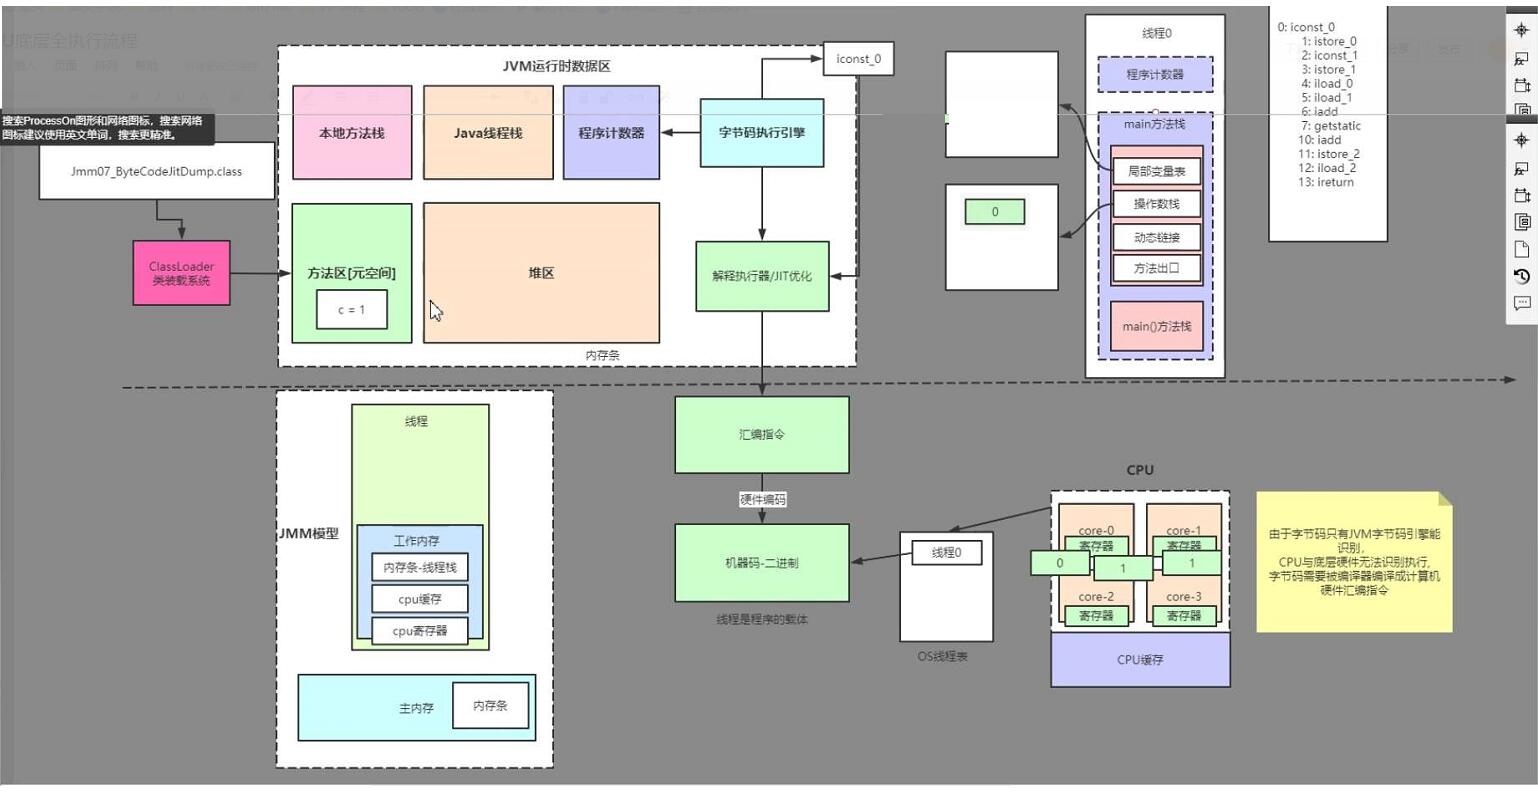 U底层全执行流程
搜索ProcessOn图形和网络图标，搜索网络
图标建议使用英文单词，搜索更精准。
Jmm07_ByteCodeJitDump.class
ClassLoader
类装载系统
JVM运行时数据区
本地方法栈
Java线程栈
程序计数器
字节码执行引擎
iconst_0
方法区[元空间]
c = 1
堆区
解释执行器/JIT优化
内存条
0
线程0
程序计数器
main方法栈
局部变量表
操作数栈
动态链接
方法出口
main()方法栈
0: iconst_0
1: istore_0
2: iconst_1
3: istore_1
4: iload_0
5: iload_1
6: iadd
7: getstatic
10: iadd
11: istore_2
12: iload_2
13: ireturn
JMM模型
线程
工作内存
内存条-线程栈
cpu缓存
cpu寄存器
主内存
内存条
汇编指令
硬件编码
机器码-二进制
线程是程序的载体
线程0
OS线程表
CPU
core-0
寄存器
core-1
寄存器
0
1
1
core-2
寄存器
core-3
寄存器
CPU缓存
由于字节码只有JVM字节码引擎能
识别，
CPU与底层硬件无法识别执行，
字节码需要被编译器编译成计算机
硬件汇编指令